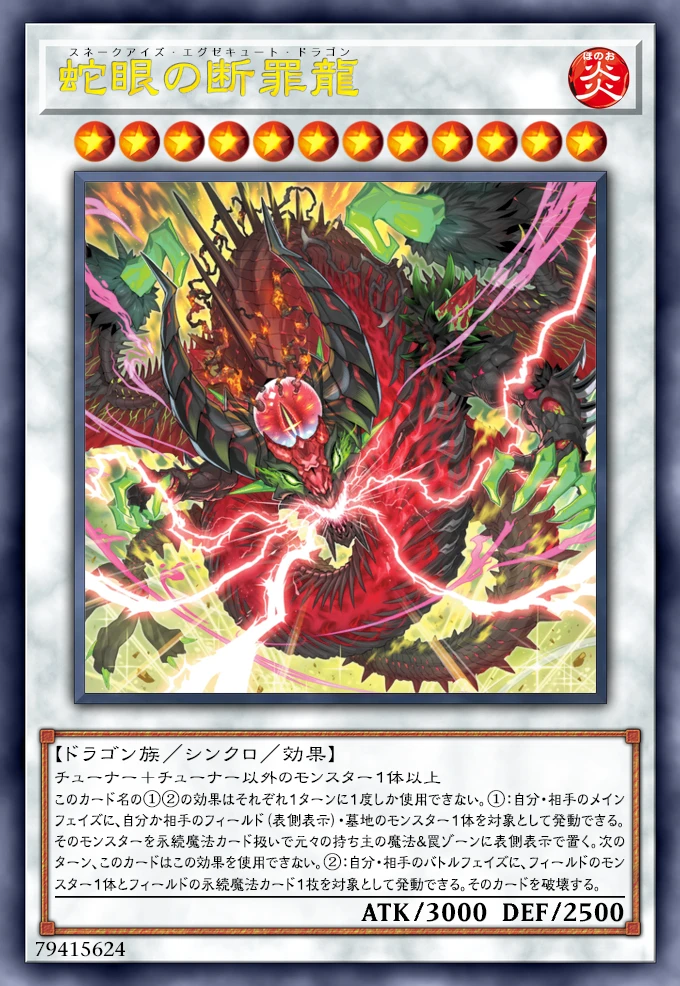 スネークアイズ・エグゼキュート・ドラゴン
蛇眼の断罪龍
ほのお
炎
【ドラゴン族／シンクロ／効果】
チューナー＋チューナー以外のモンスター1体以上
このカード名の①②の効果はそれぞれ1ターンに1度しか使用できない。①：自分・相手のメイン
フェイズに、自分か相手のフィールド（表側表示）・墓地のモンスター1体を対象として発動できる。
そのモンスターを永続魔法カード扱いで元々の持ち主の魔法&罠ゾーンに表側表示で置く。次の
ターン、このカードはこの効果を使用できない。②：自分・相手のバトルフェイズに、フィールドのモン
スター1体とフィールドの永続魔法カード1枚を対象として発動できる。そのカードを破壊する。
ATK/3000 DEF/2500
79415624